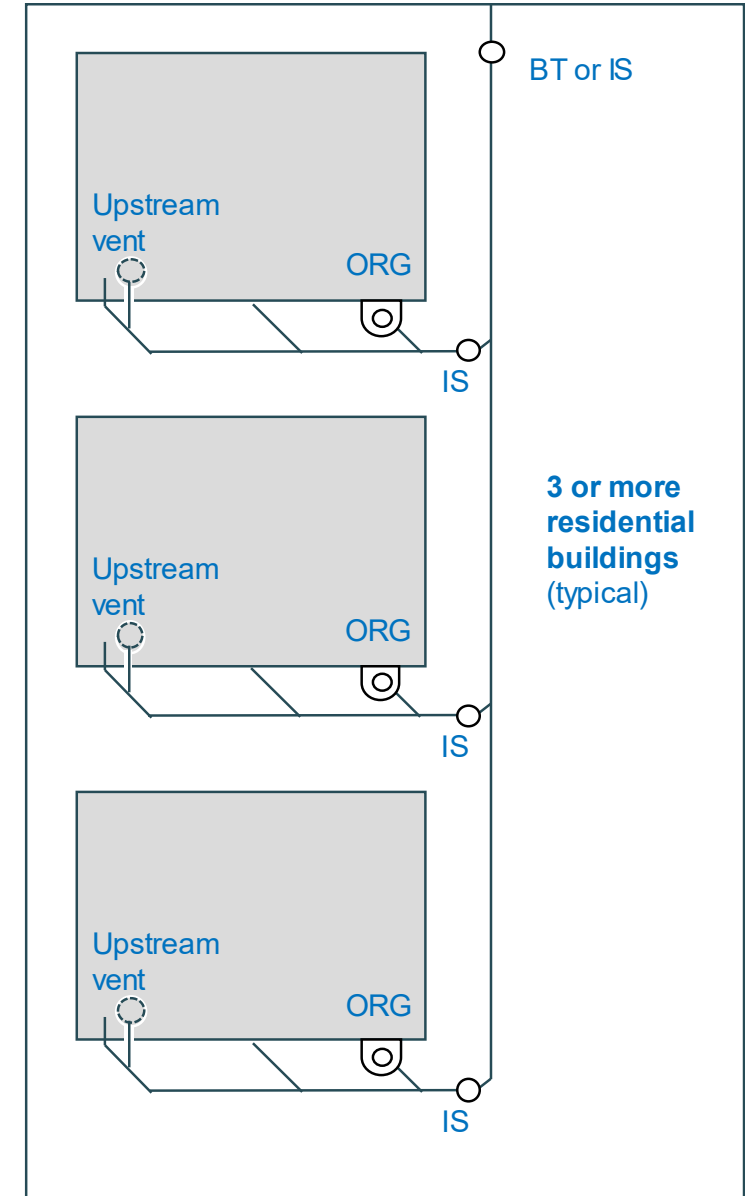 BT or IS
Upstream
vent
ORG
IS
3 or more
residential
buildings
(typical)
Upstream
vent
ORG
IS
Upstream
vent
ORG
IS